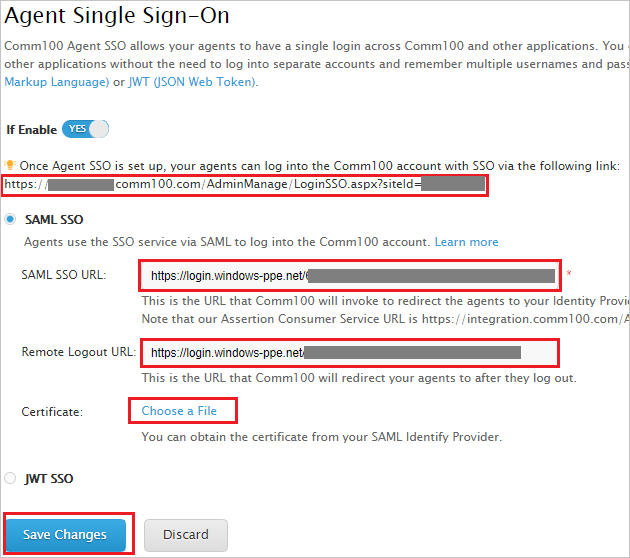 Agent Single Sign-On
Comm100 Agent SSO allows your agents to have a single login across Comm100 and other applications. You
other applications without the need to log into separate accounts and remember multiple usernames and
Markup Language) or JWT (JSON Web Token).
If Enable YES
Once Agent SSO is set up, your agents can log into the Comm100 account with SSO via the following link:
https:// comm100.com/AdminManage/LoginSSO.aspx?siteId=
SAML SSO
Agents use the SSO service via SAML to log into the Comm100 account. Learn more
SAML SSO URL: https://login.windows-ppe.net/ *
This is the URL that Comm100 will invoke to redirect the agents to your Identity
Note that our Assertion Consumer Service URL is https://integration.comm100.com/
Remote Logout URL: https://login.windows-ppe.net/
This is the URL that Comm100 will redirect your agents to after they log out.
Certificate: Choose a File
You can obtain the certificate from your SAML Identify Provider.
JWT SSO
Save Changes Discard